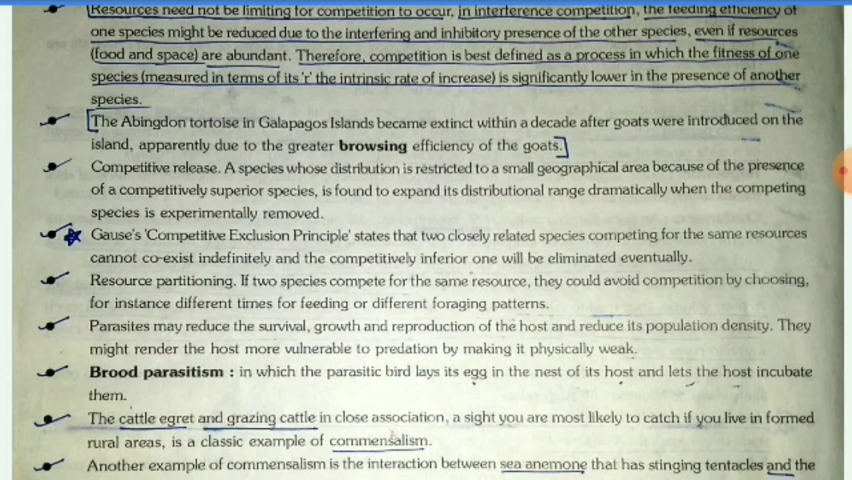 Resources need not be limiting for competition to occur, in interference competition, the feeding efficiency of
one species might be reduced due to the interfering and inhibitory presence of the other species, even if resources
(food and space) are abundant. Therefore, competition is best defined as a process in which the fitness of one
species (measured in terms of its 'r' the intrinsic rate of increase) is significantly lower in the presence of another
species.
The Abingdon tortoise in Galapagos Islands became extinct within a decade after goats were introduced on the
island, apparently due to the greater browsing efficiency of the goats.
Competitive release. A species whose distribution is restricted to a small geographical area because of the presence
of a competitively superior species, is found to expand its distributional range dramatically when the competing
species is experimentally removed.
Gause's 'Competitive Exclusion Principle' states that two closely related species competing for the same resources
cannot co-exist indefinitely and the competitively inferior one will be eliminated eventually.
Resource partitioning. If two species compete for the same resource, they could avoid competition by choosing,
for instance different times for feeding or different foraging patterns.
Parasites may reduce the survival, growth and reproduction of the host and reduce its population density. They
might render the host more vulnerable to predation by making it physically weak.
Brood parasitism : in which the parasitic bird lays its egg in the nest of its host and lets the host incubate
them.
The cattle egret and grazing cattle in close association, a sight you are most likely to catch if you live in formed
rural areas, is a classic example of commensalism.
Another example of commensalism is the interaction between sea anemone that has stinging tentacles and the